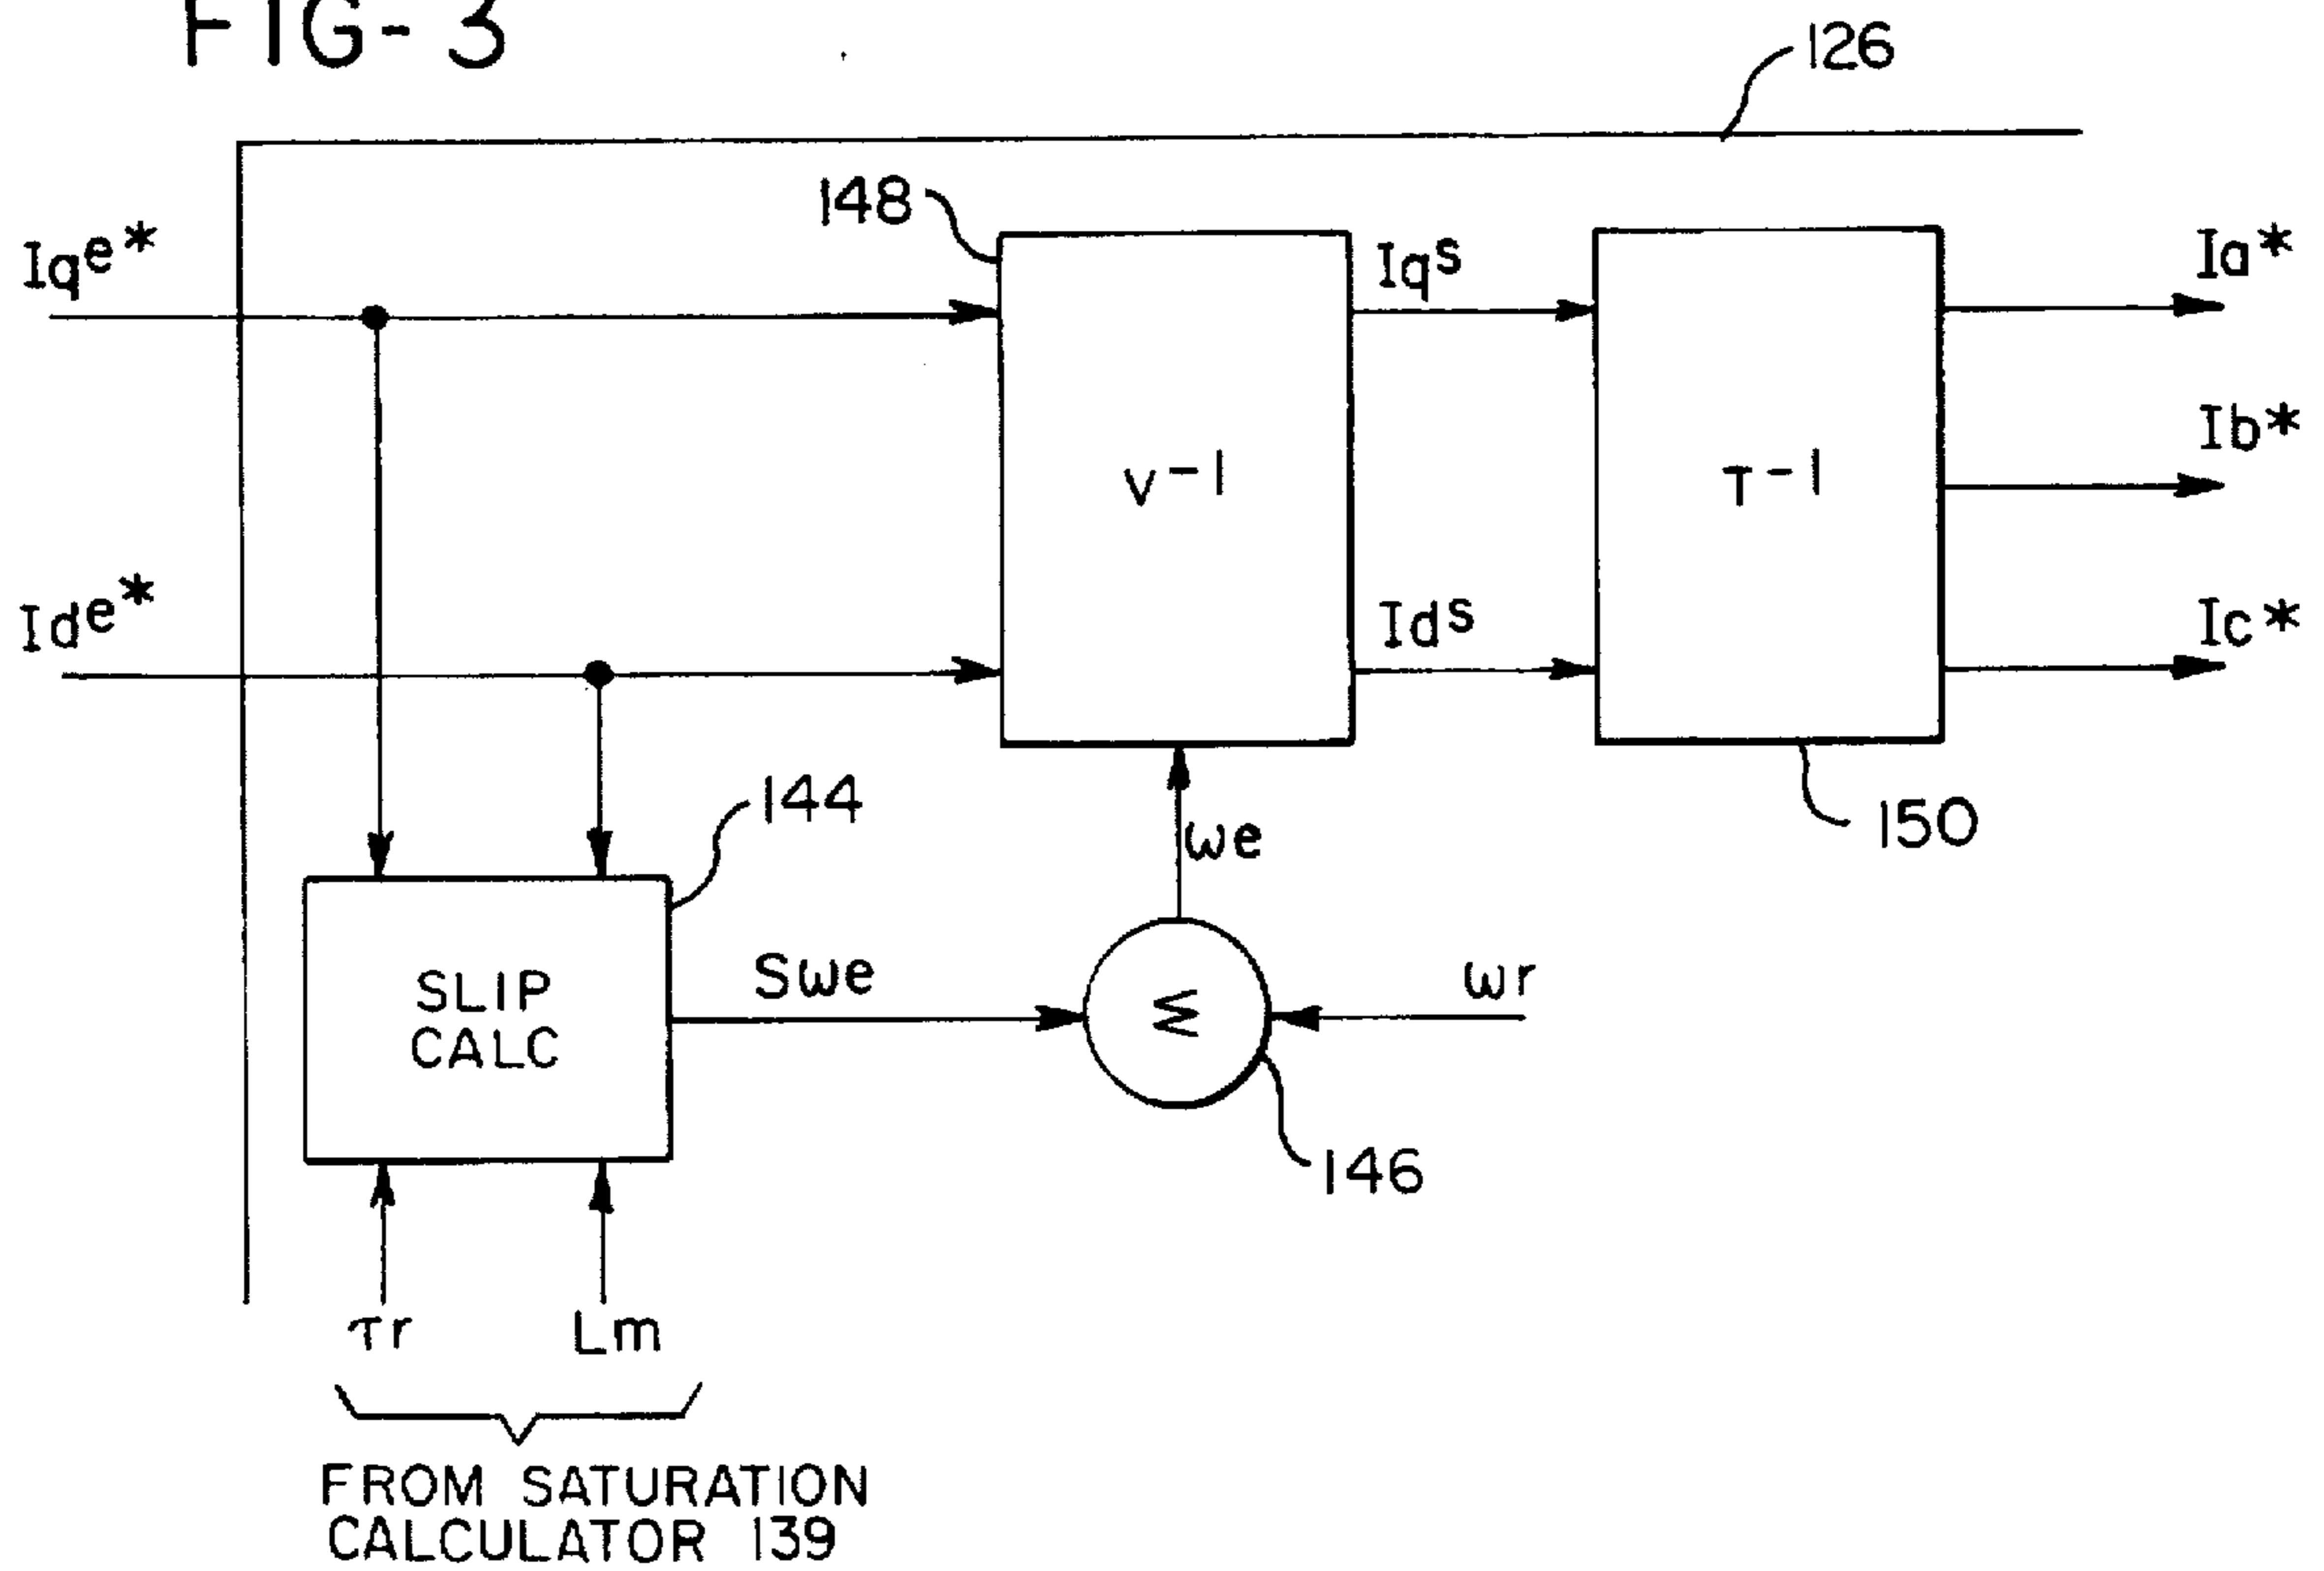 FIG-3
126
148
Iqe*
Iqs
Ia*
Ib*
v-1
T-1
Ide*
Ids
Ic*
144
ωe
150
SLIP
CALC
Sωe
Σ
ωr
146
τr
Lm
FROM SATURATION
CALCULATOR 139